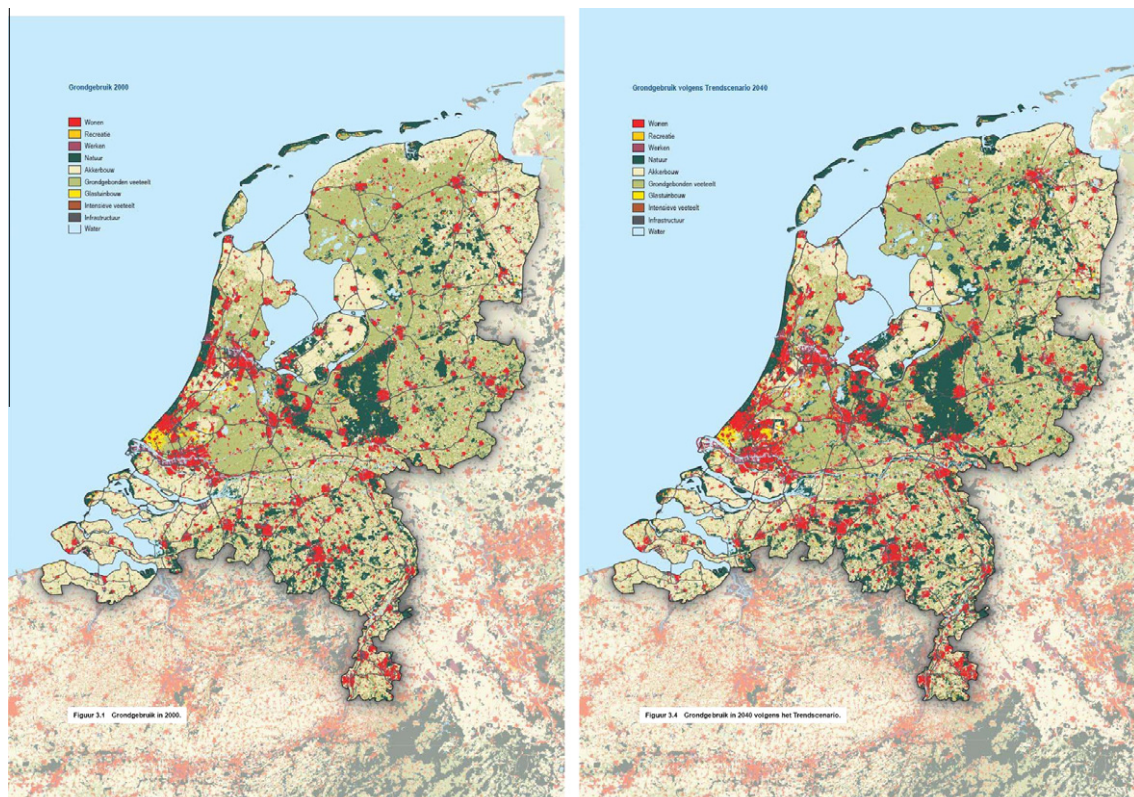 Grondgebruik 2000
Wonen
Recreatie
Werken
Natuur
Akkerbouw
Grondgebonden veeteelt
Glastuinbouw
Intensieve veeteelt
Infrastructuur
Water
Figuur 3.1 Grondgebruik in 2000.
Grondgebruik volgens Trendscenario 2040
Wonen
Recreatie
Werken
Natuur
Akkerbouw
Grondgebonden veeteelt
Glastuinbouw
Intensieve veeteelt
Infrastructuur
Water
Figuur 3.4 Grondgebruik in 2040 volgens het Trendscenario.